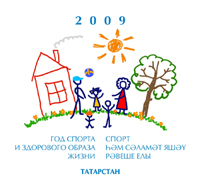 2009
ГОД СПОРТА
И ЗДОРОВОГО ОБРАЗА
ЖИЗНИ
СПОРТ
ҺӘМ СӘЛАМӘТ ЯШӘҮ
РӘВЕШЕ ЕЛЫ
ТАТАРСТАН